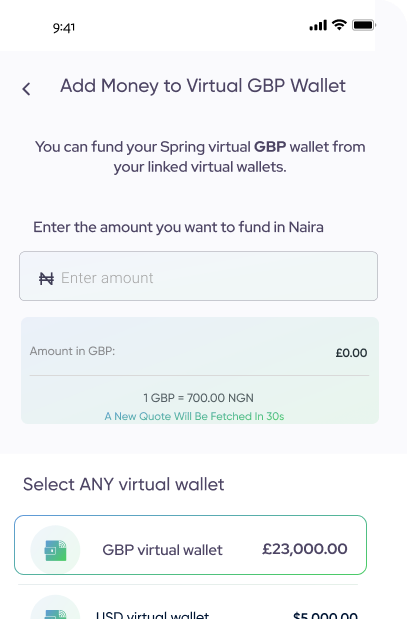 9:41
Add Money to Virtual GBP Wallet
You can fund your Spring virtual GBP wallet from
your linked virtual wallets.
Enter the amount you want to fund in Naira
₦ Enter amount
Amount in GBP: £0.00
1 GBP = 700.00 NGN
A New Quote Will Be Fetched In 30s
Select ANY virtual wallet
GBP virtual wallet £23,000.00
USD virtual wallet $5,000.00